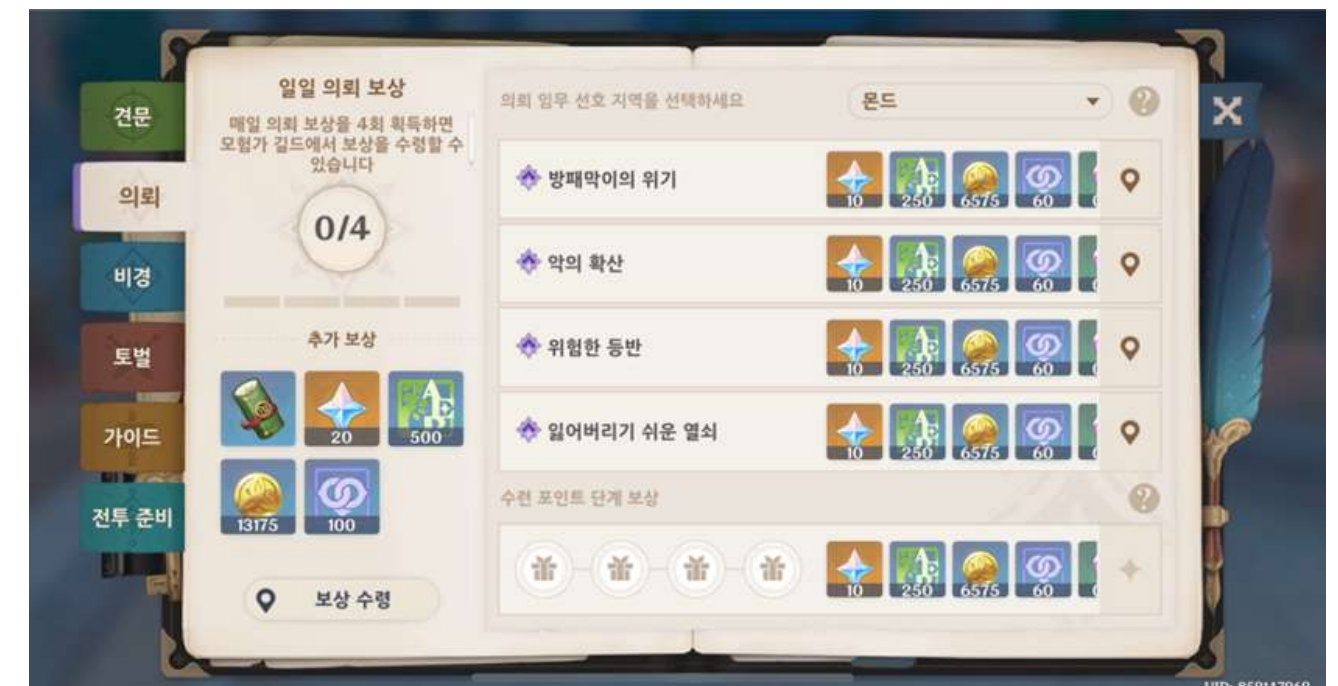 견문
의뢰
비경
토벌
가이드
전투 준비
일일 의뢰 보상
매일 의뢰 보상을 4회 획득하면
모험가 길드에서 보상을 수령할 수
있습니다
0/4
추가 보상
20
500
13175
100
보상 수령
의뢰 임무 선호 지역을 선택하세요
몬드
?
방패막이의 위기
10 250 6575 60
악의 확산
10 250 6575 60
위험한 등반
10 250 6575 60
잃어버리기 쉬운 열쇠
10 250 6575 60
수련 포인트 단계 보상
?
10 250 6575 60